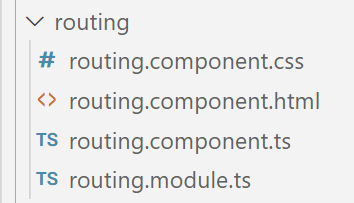 routing
# routing.component.css
<> routing.component.html
TS routing.component.ts
TS routing.module.ts